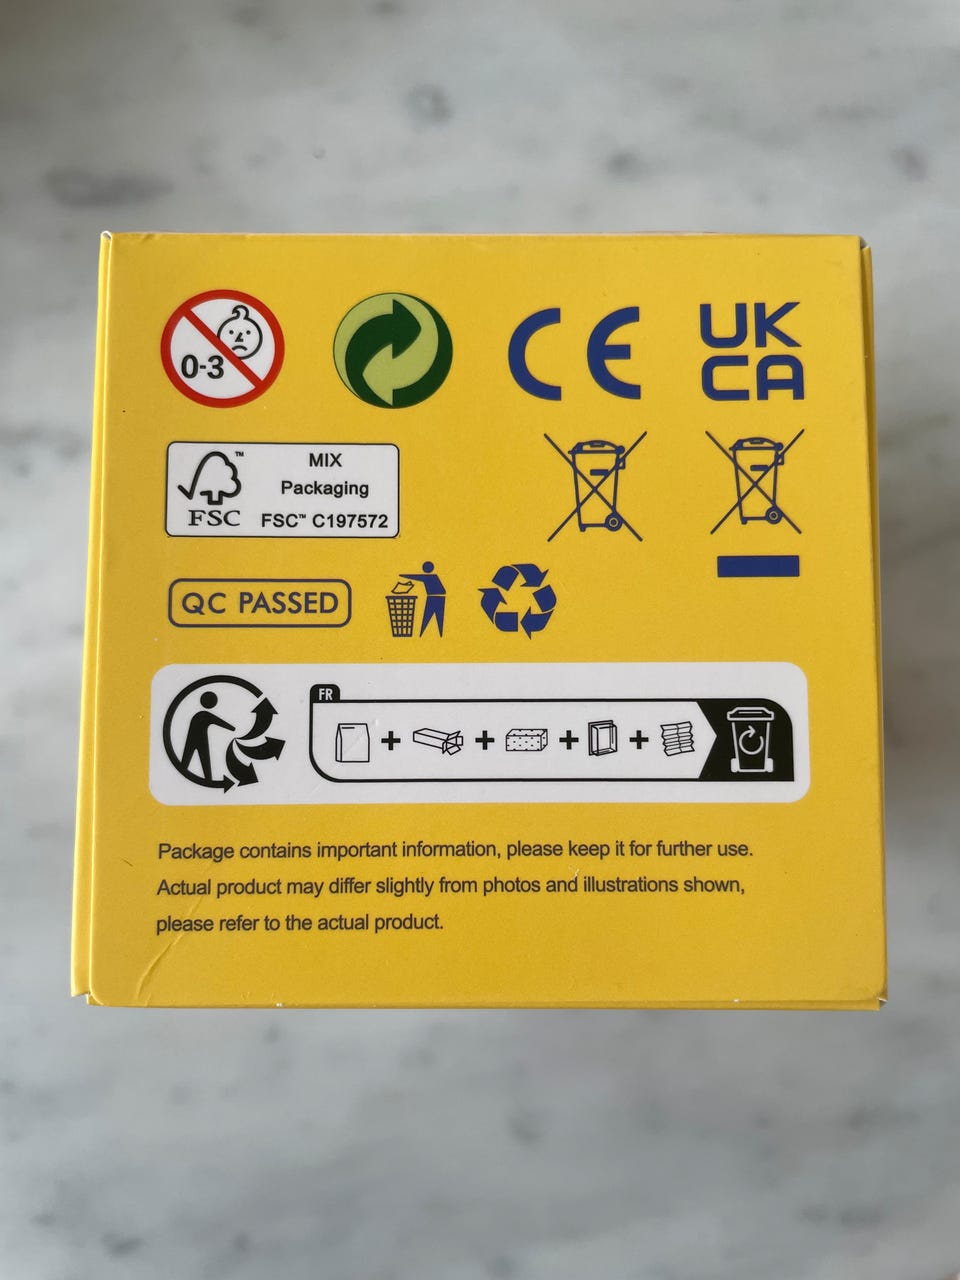 0-3
CE
UK
CA
MIX
Packaging
FSC™ C197572
™
FSC
QC PASSED
FR
Package contains important information, please keep it for further use.
Actual product may differ slightly from photos and illustrations shown,
please refer to the actual product.